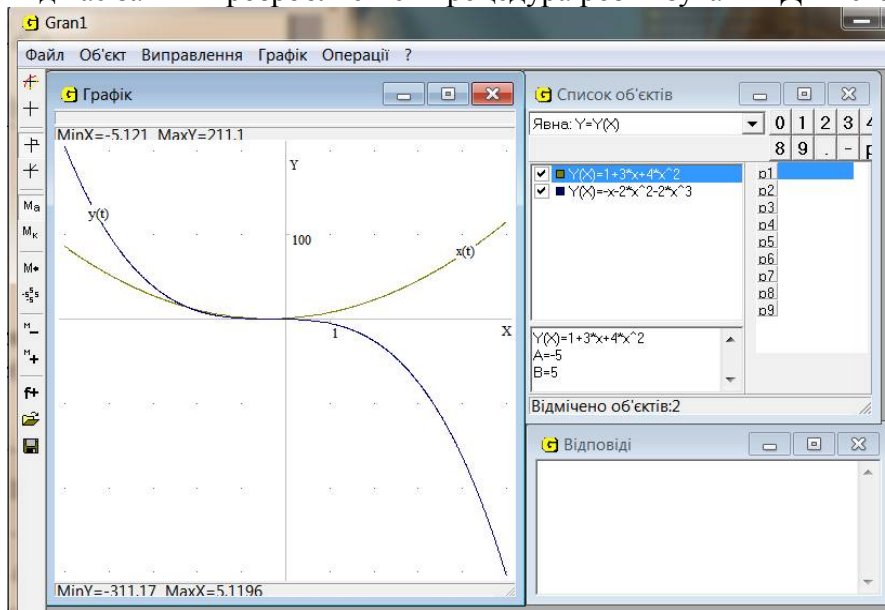 Gran1
Файл Об'єкт Виправлення Графік Операції ?
Графік
MinX=-5.121 MaxY=211.1
Y
y(t)
100
x(t)
1
X
MinY=-311.17 MaxX=5.1196
Список об'єктів
Явна: Y=Y(X)
0 1 2 3 4
8 9 . -
Y(X)=1+3*x+4*x^2
Y(X)=-x-2*x^2-2*x^3
p1
p2
p3
p4
p5
p6
p7
p8
p9
Y(X)=1+3*x+4*x^2
A=-5
B=5
Відмічено об'єктів:2
Відповіді
Ma
Мк
M
M
f+